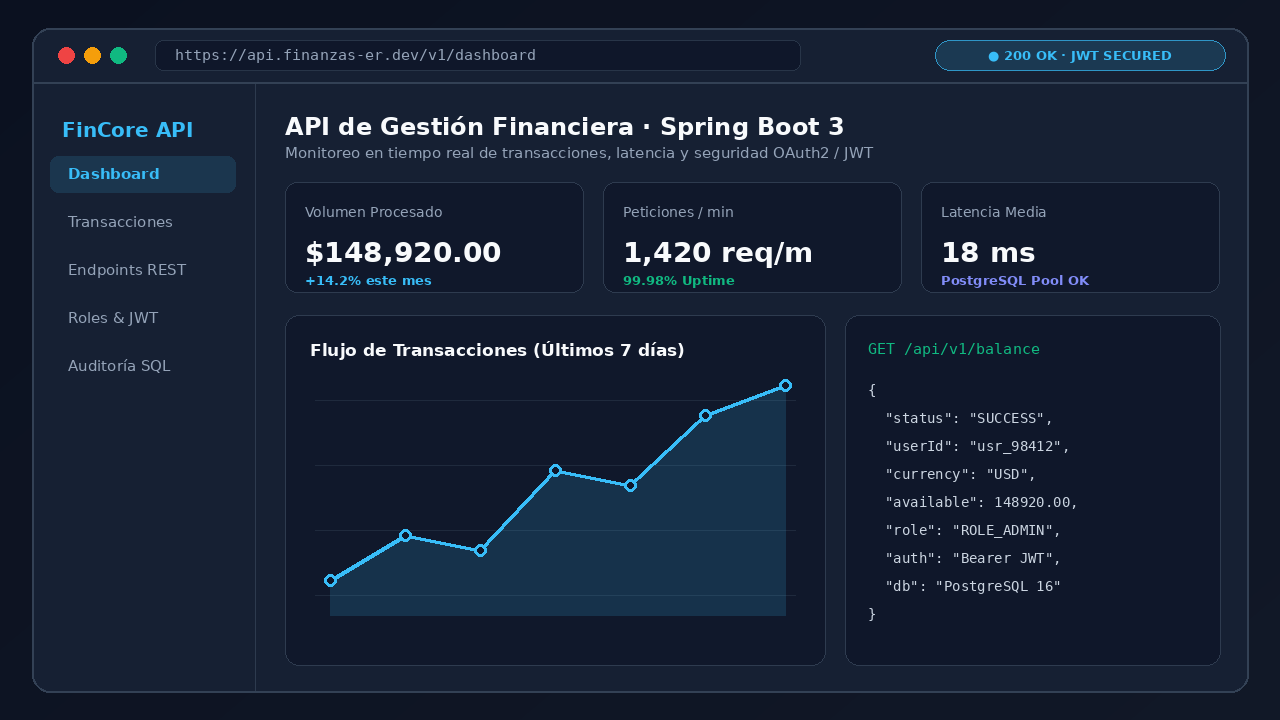 https://api.finanzas-er.dev/v1/dashboard
● 200 OK · JWT SECURED
FinCore API
Dashboard
Transacciones
Endpoints REST
Roles & JWT
Auditoría SQL
API de Gestión Financiera · Spring Boot 3
Monitoreo en tiempo real de transacciones, latencia y seguridad OAuth2 / JWT
Volumen Procesado
$148,920.00
+14.2% este mes
Peticiones / min
1,420 req/m
99.98% Uptime
Latencia Media
18 ms
PostgreSQL Pool OK
Flujo de Transacciones (Últimos 7 días)
GET /api/v1/balance
{
"status": "SUCCESS",
"userId": "usr_98412",
"currency": "USD",
"available": 148920.00,
"role": "ROLE_ADMIN",
"auth": "Bearer JWT",
"db": "PostgreSQL 16"
}